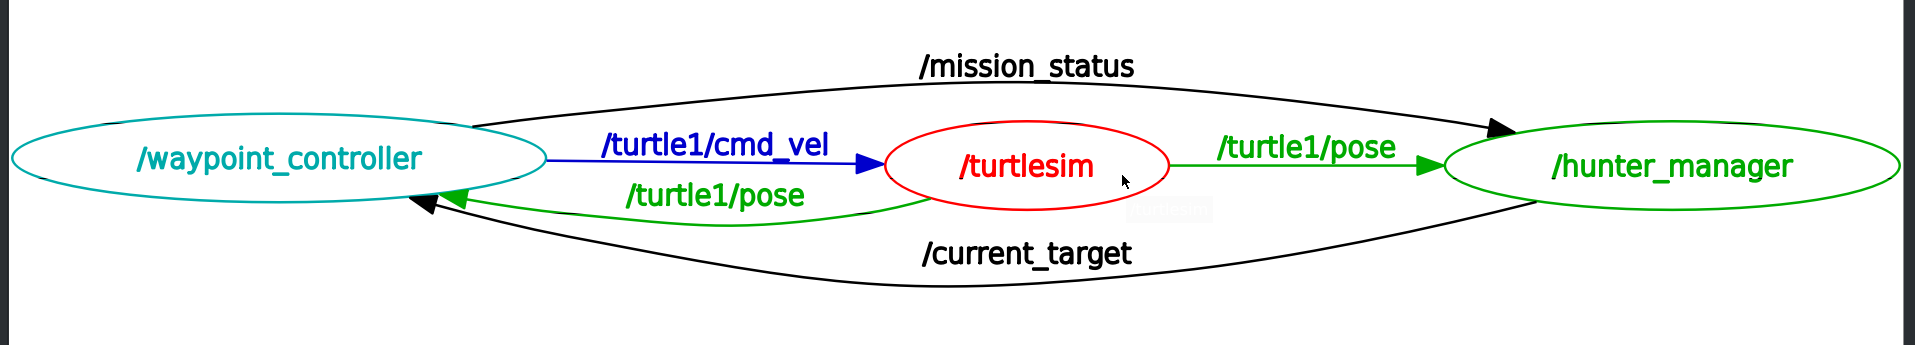 /mission_status
/turtle1/cmd_vel
/turtle1/pose
/waypoint_controller
/turtlesim
/hunter_manager
/turtle1/pose
/current_target